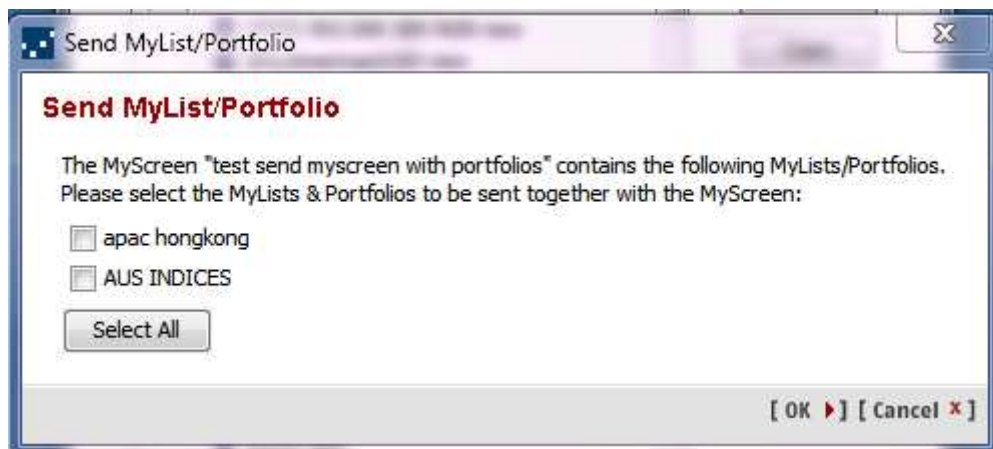 Send MyList/Portfolio
Send MyList/Portfolio
The MyScreen "test send myscreen with portfolios" contains the following MyLists/Portfolios.
Please select the MyLists & Portfolios to be sent together with the MyScreen:
apac hongkong
AUS INDICES
Select All
[ OK ] [ Cancel x ]